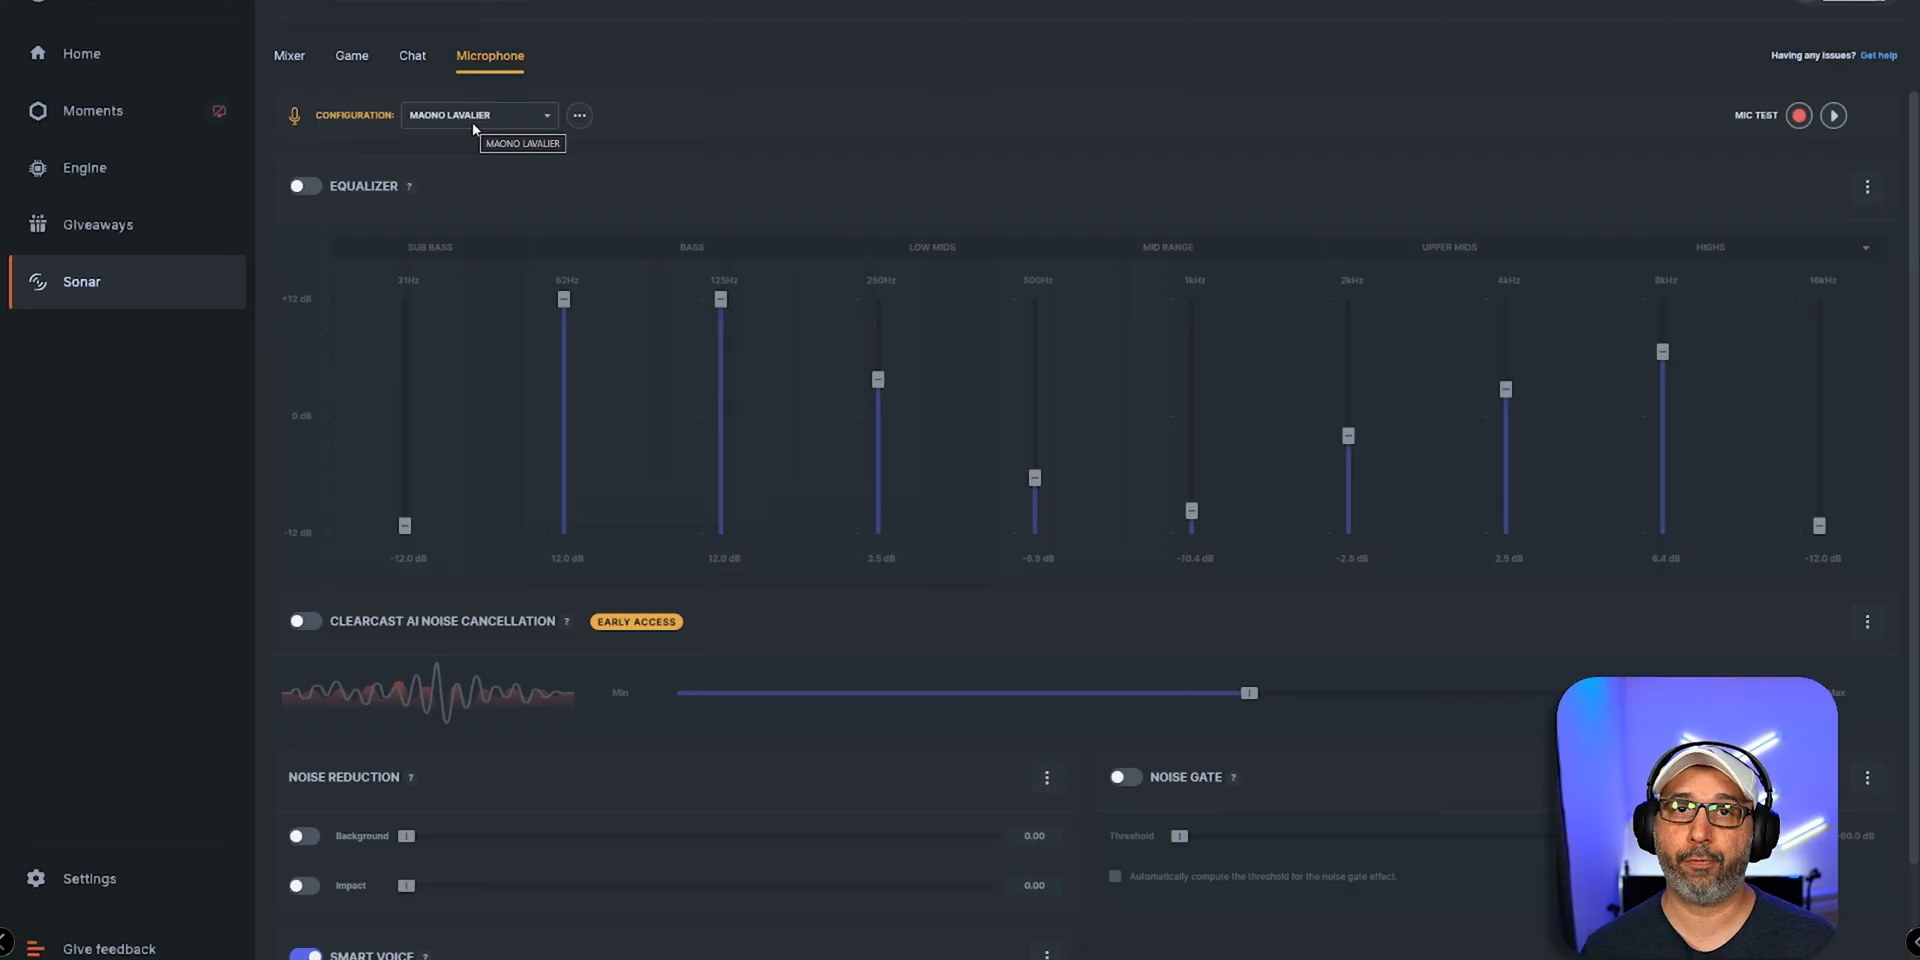 Home
Moments
Engine
Giveaways
Sonar
Settings
Give feedback
Mixer Game Chat Microphone
Having any issues? Get help
CONFIGURATION: MAONO LAVALIER
MAONO LAVALIER
MIC TEST
EQUALIZER ?
SUB BASS BASS LOW MIDS MID RANGE UPPER MIDS HIGHS
31Hz 62Hz 125Hz 250Hz 500Hz 1kHz 2kHz 4kHz 8kHz 16kHz
+12 dB
0 dB
-12 dB
-12.0 dB 12.0 dB 12.0 dB 3.5 dB -6.9 dB -10.4 dB -2.5 dB 2.5 dB 6.4 dB -12.0 dB
CLEARCAST AI NOISE CANCELLATION ? EARLY ACCESS
Min Max
NOISE REDUCTION ?
Background 0.00
Impact 0.00
NOISE GATE ?
Threshold -60.0 dB
Automatically compute the threshold for the noise gate effect.
SMART VOICE ?